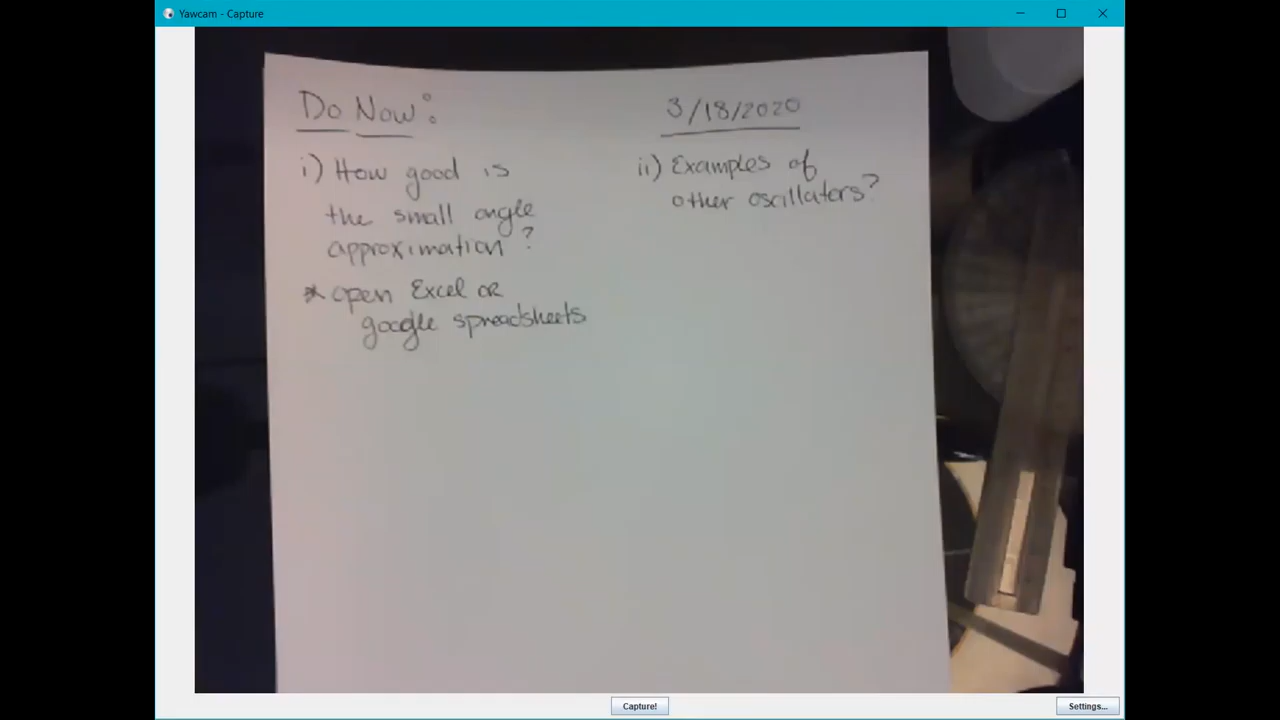 Yawcam - Capture
Do Now:
3/18/2020
i) How good is
the small angle
approximation?
* open Excel or
google spreadsheets
ii) Examples of
other oscillators?
Capture!
Settings...